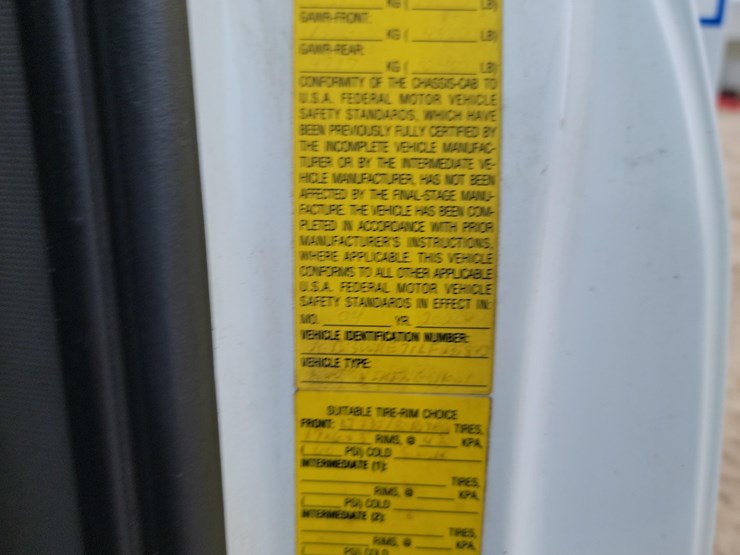 KG ( LB)
GAWR-FRONT:
KG ( LB)
GAWR-REAR:
KG ( LB)
CONFORMITY OF THE CHASSIS-CAB TO
U.S.A. FEDERAL MOTOR VEHICLE
SAFETY STANDARDS, WHICH HAVE
BEEN PREVIOUSLY FULLY CERTIFIED BY
THE INCOMPLETE VEHICLE MANUFAC-
TURER OR BY THE INTERMEDIATE VE-
HICLE MANUFACTURER, HAS NOT BEEN
AFFECTED BY THE FINAL-STAGE MANU-
FACTURE. THE VEHICLE HAS BEEN COM-
PLETED IN ACCORDANCE WITH PRIOR
MANUFACTURER'S INSTRUCTIONS,
WHERE APPLICABLE. THIS VEHICLE
CONFORMS TO ALL OTHER APPLICABLE
U.S.A. FEDERAL MOTOR VEHICLE
SAFETY STANDARDS IN EFFECT IN:
MO. YR.
VEHICLE IDENTIFICATION NUMBER:
VEHICLE TYPE:
SUITABLE TIRE-RIM CHOICE
FRONT: TIRES,
RIMS, @ KPA,
( PSI) COLD
INTERMEDIATE (1):
TIRES,
RIMS, @ KPA,
( PSI) COLD
INTERMEDIATE (2):
TIRES,
RIMS, @ KPA,
( PSI) COLD